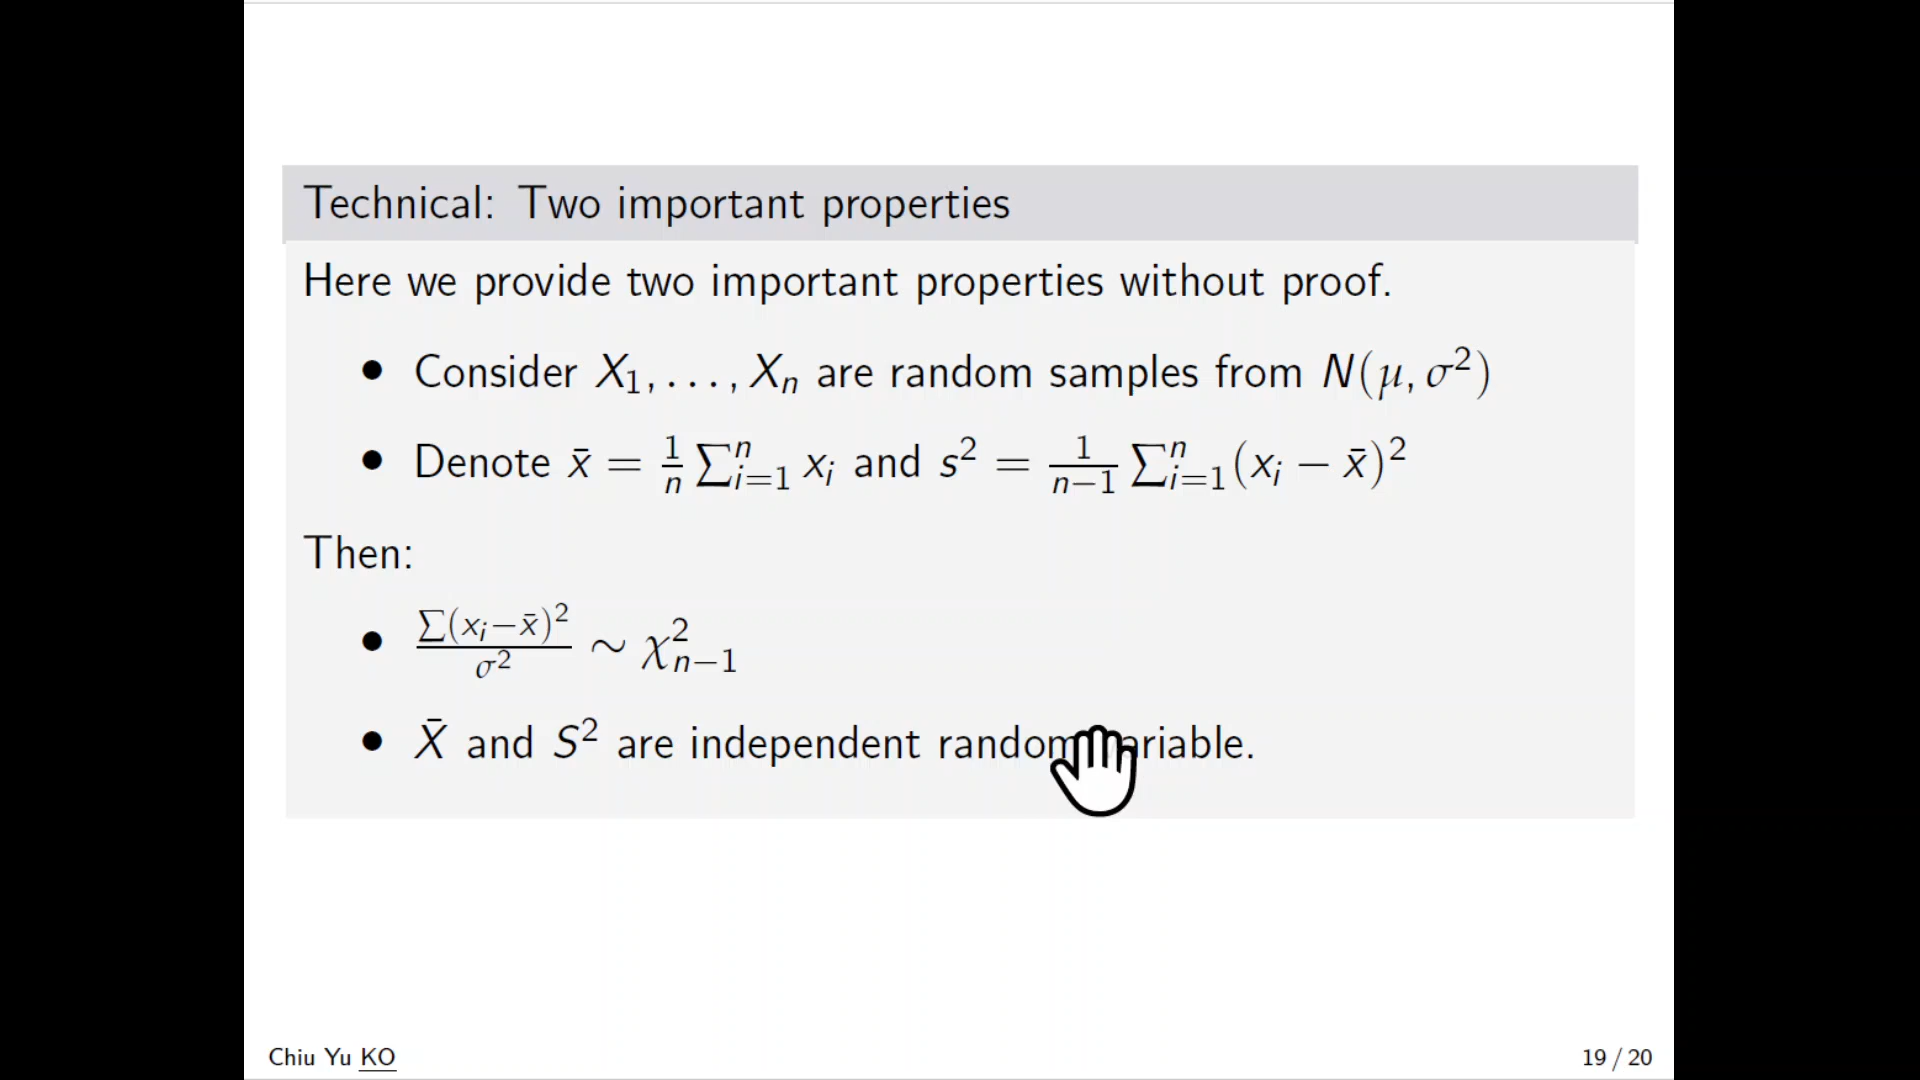 Technical: Two important properties
Here we provide two important properties without proof.
• Consider X₁, . . . , Xₙ are random samples from N(μ, σ²)
• Denote x̄ = 1/n ∑ⁿᵢ₌₁ xᵢ and s² = 1/(n−1) ∑ⁿᵢ₌₁(xᵢ − x̄)²
Then:
• ∑(xᵢ−x̄)²/σ² ∼ χ²ₙ₋₁
• X̄ and S² are independent random variable.
Chiu Yu KO
19 / 20